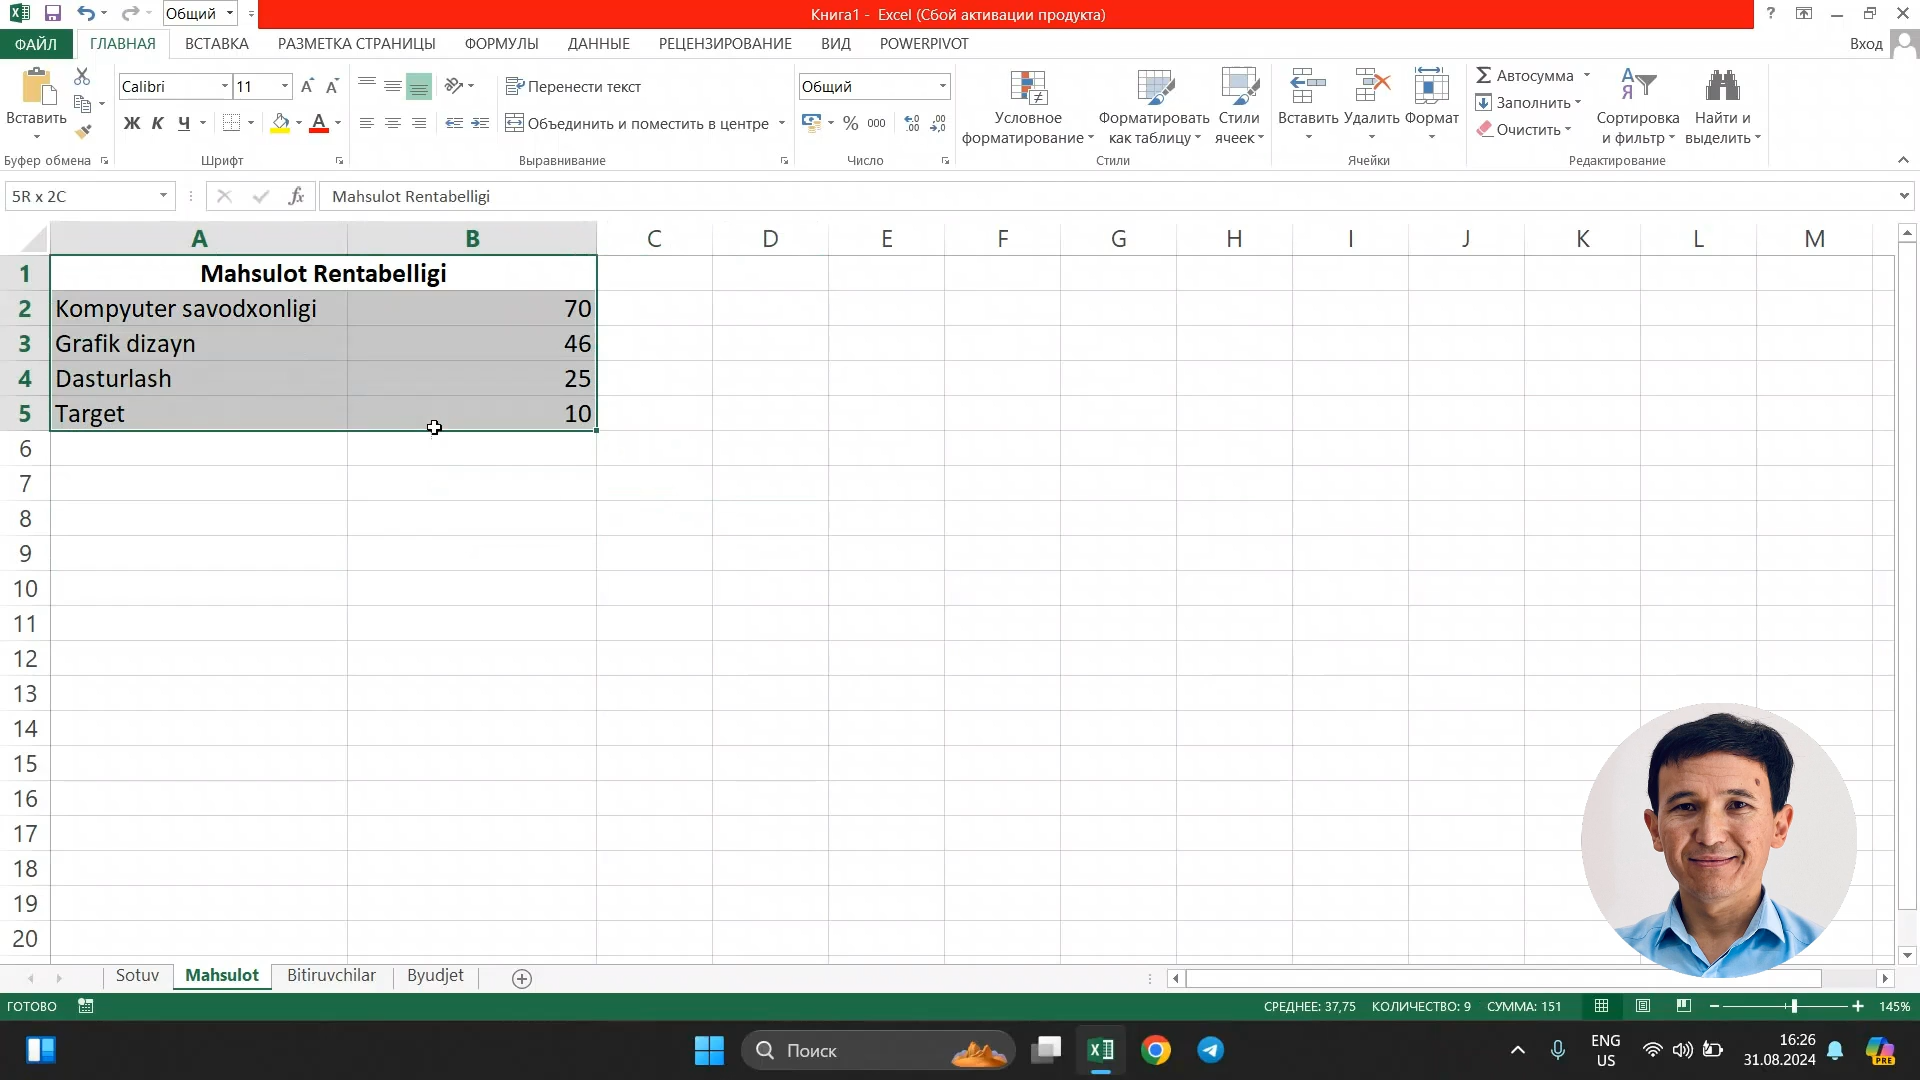 Общий
Книга1 - Excel (Сбой активации продукта)
?
ФАЙЛ ГЛАВНАЯ ВСТАВКА РАЗМЕТКА СТРАНИЦЫ ФОРМУЛЫ ДАННЫЕ РЕЦЕНЗИРОВАНИЕ ВИД POWERPIVOT Вход
Вставить
Буфер обмена
Calibri 11
Ж К Ч
Шрифт
Перенести текст
Объединить и поместить в центре
Выравнивание
Общий
% 000
Число
Условное
форматирование
Форматировать
как таблицу
Стили
ячеек
Стили
Вставить Удалить Формат
Ячейки
Автосумма
Заполнить
Очистить
Сортировка
и фильтр
Найти и
выделить
Редактирование
5R x 2C fx Mahsulot Rentabelligi
A B C D E F G H I J K L M
1 Mahsulot Rentabelligi
2 Kompyuter savodxonligi 70
3 Grafik dizayn 46
4 Dasturlash 25
5 Target 10
6
7
8
9
10
11
12
13
14
15
16
17
18
19
20
Sotuv Mahsulot Bitiruvchilar Byudjet
ГОТОВО СРЕДНЕЕ: 37,75 КОЛИЧЕСТВО: 9 СУММА: 151 145%
Поиск
ENG
US
16:26
31.08.2024
PRE